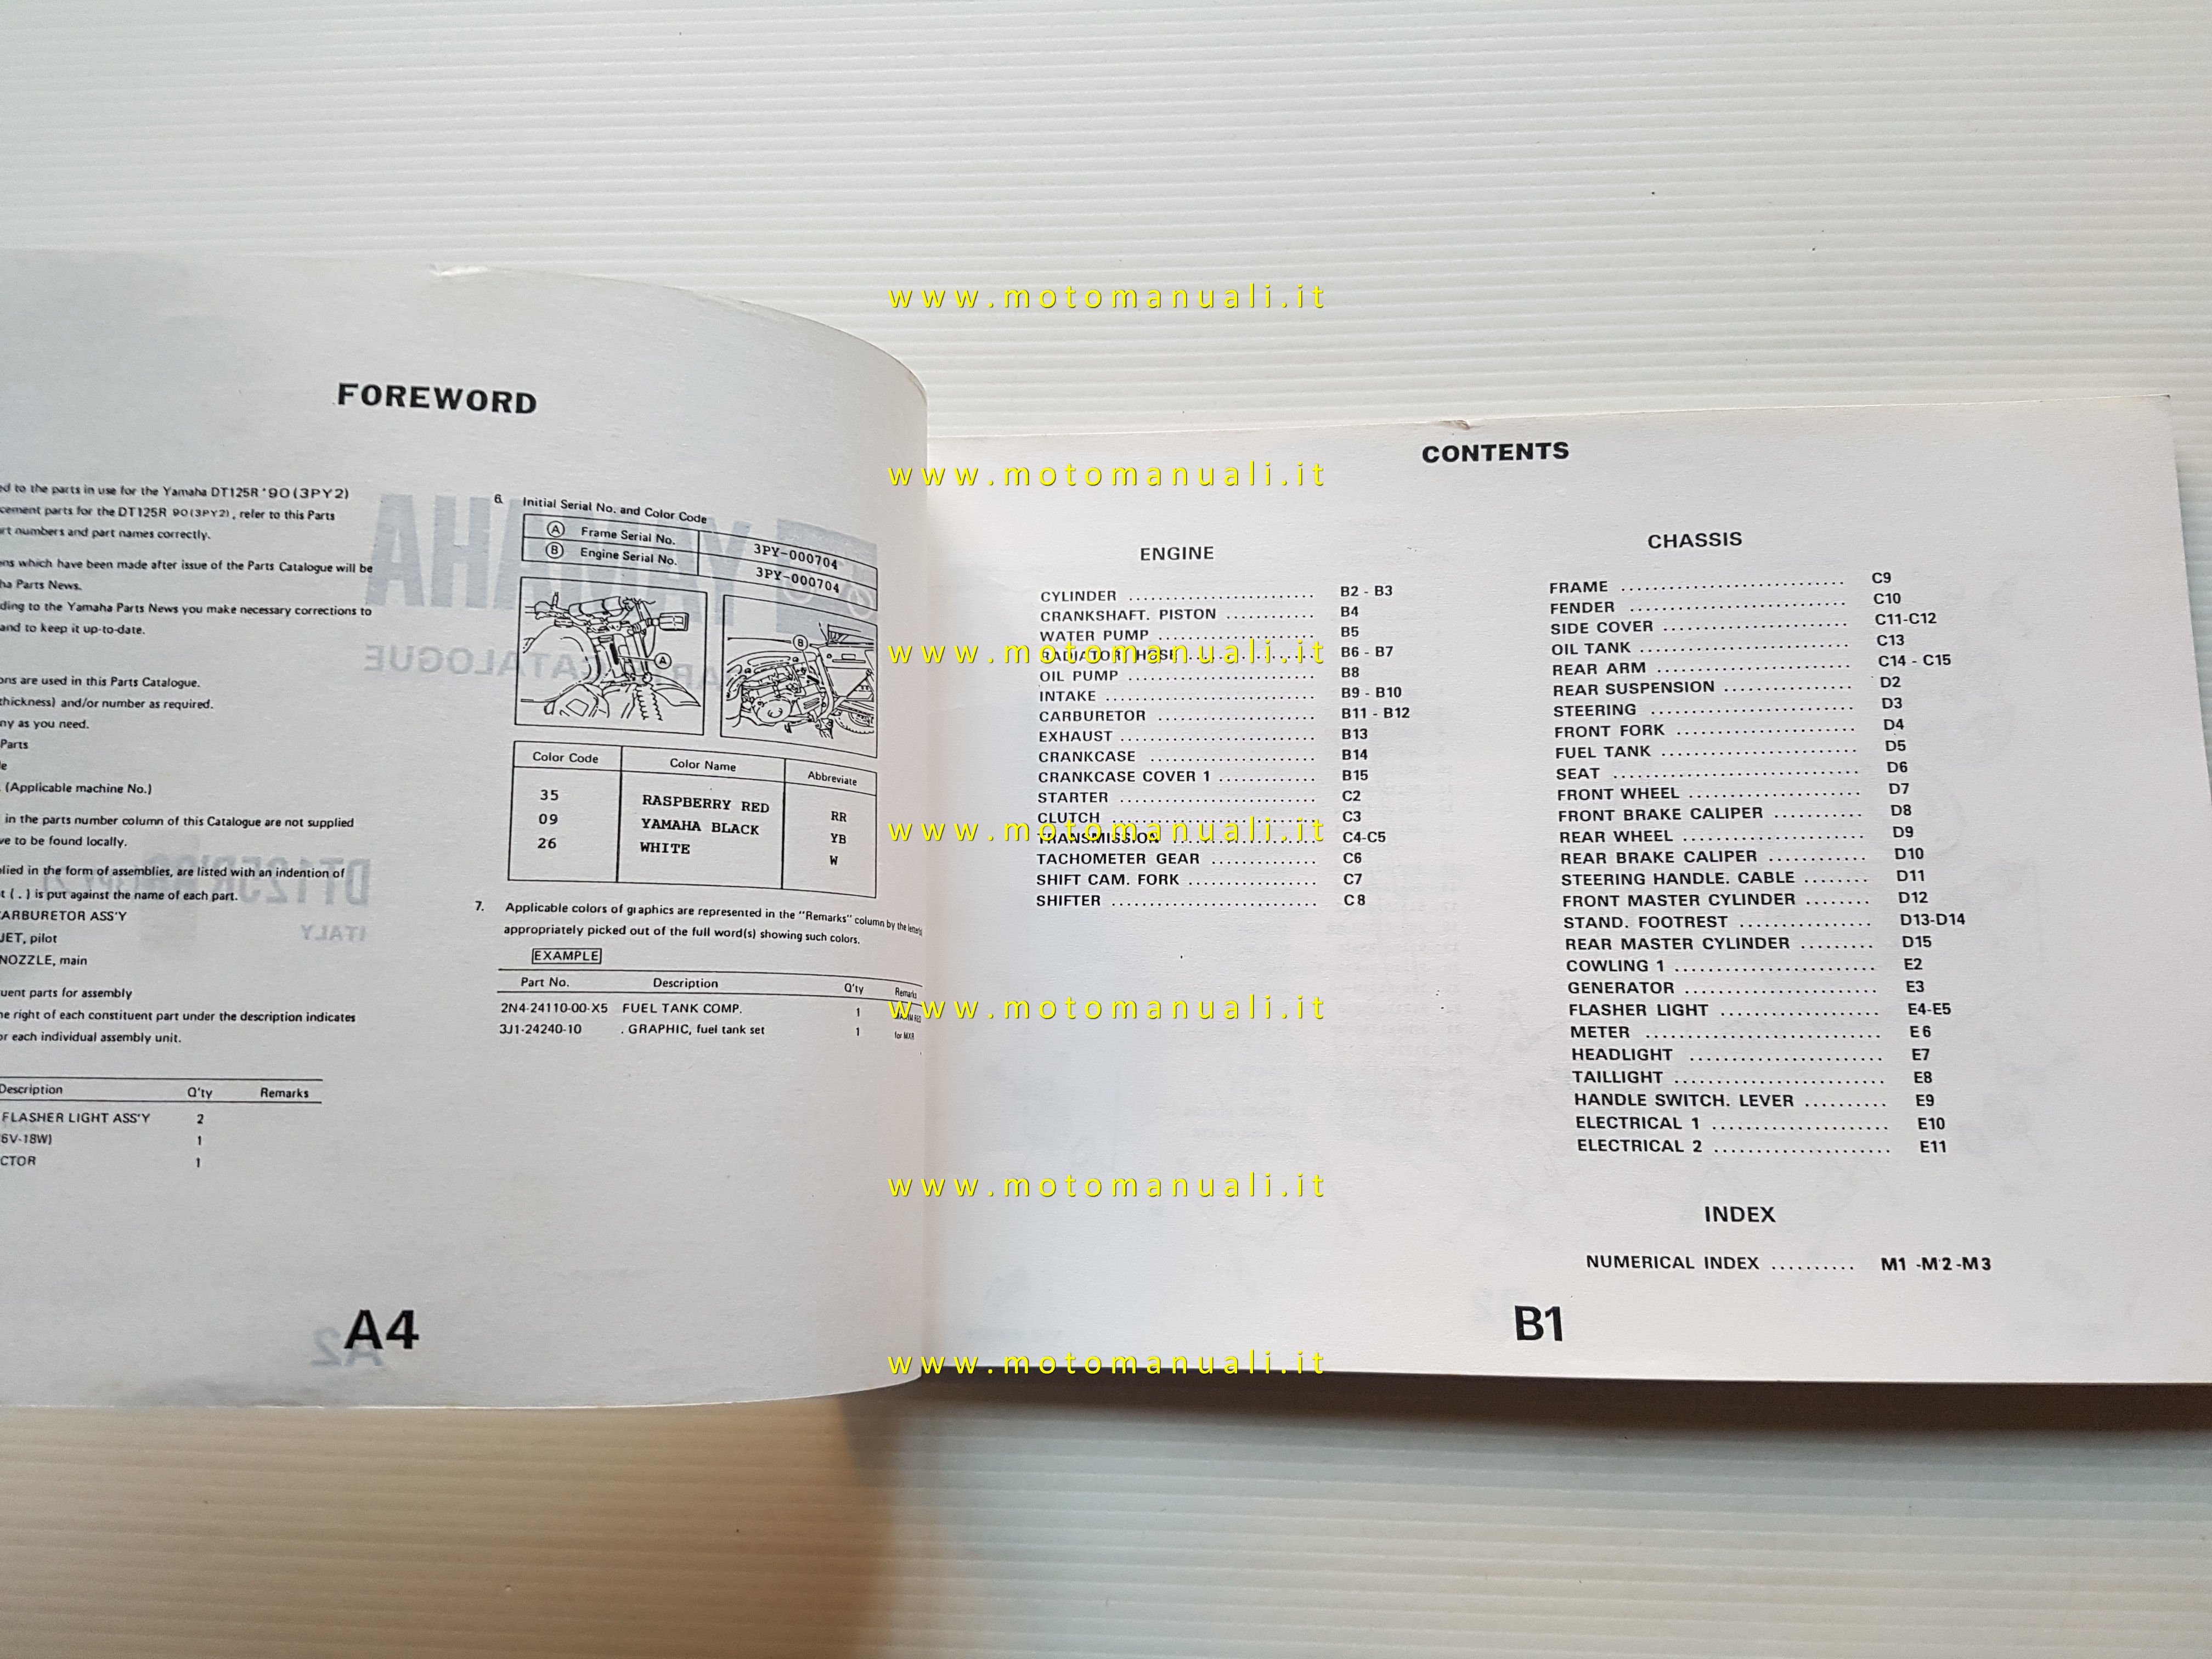 FOREWORD
ed to the parts in use for the Yamaha DT125R '90(3PY2)
cement parts for the DT125R 90(3PY2), refer to this Parts
rt numbers and part names correctly.
ns which have been made after issue of the Parts Catalogue will be
ha Parts News.
ding to the Yamaha Parts News you make necessary corrections to
and to keep it up-to-date.
ons are used in this Parts Catalogue.
thickness) and/or number as required.
ny as you need.
Parts
e
. (Applicable machine No.)
in the parts number column of this Catalogue are not supplied
ve to be found locally.
lied in the form of assemblies, are listed with an indention of
t ( . ) is put against the name of each part.
CARBURETOR ASS'Y
JET, pilot
NOZZLE, main
uent parts for assembly
he right of each constituent part under the description indicates
or each individual assembly unit.
Description Q'ty Remarks
FLASHER LIGHT ASS'Y 2
6V-18W) 1
CTOR 1
6. Initial Serial No. and Color Code
A Frame Serial No. 3PY-000704
B Engine Serial No. 3PY-000704
A
B
Color Code Color Name Abbreviate
35 RASPBERRY RED RR
09 YAMAHA BLACK YB
26 WHITE W
7. Applicable colors of graphics are represented in the "Remarks" column by the letter(s)
appropriately picked out of the full word(s) showing such colors.
EXAMPLE
Part No. Description Q'ty Remarks
2N4-24110-00-X5 FUEL TANK COMP. 1
3J1-24240-10 . GRAPHIC, fuel tank set 1 for MXR
A4
YAMAHA
PARTS CATALOGUE
DT125R
ITALY
A2
CONTENTS
ENGINE
CYLINDER ........................... B2 - B3
CRANKSHAFT. PISTON ............ B4
WATER PUMP ....................... B5
RADIATOR. HOSE ................. B6 - B7
OIL PUMP ........................... B8
INTAKE ............................. B9 - B10
CARBURETOR ....................... B11 - B12
EXHAUST ........................... B13
CRANKCASE ........................ B14
CRANKCASE COVER 1 ............ B15
STARTER ........................... C2
CLUTCH ............................. C3
TRANSMISSION .................... C4-C5
TACHOMETER GEAR ............. C6
SHIFT CAM. FORK ................ C7
SHIFTER ............................ C8
CHASSIS
FRAME ............................. C9
FENDER ............................ C10
SIDE COVER ....................... C11-C12
OIL TANK .......................... C13
REAR ARM ......................... C14 - C15
REAR SUSPENSION ................ D2
STEERING .......................... D3
FRONT FORK ....................... D4
FUEL TANK ......................... D5
SEAT ................................ D6
FRONT WHEEL ..................... D7
FRONT BRAKE CALIPER .......... D8
REAR WHEEL ....................... D9
REAR BRAKE CALIPER ............ D10
STEERING HANDLE. CABLE ........ D11
FRONT MASTER CYLINDER ........ D12
STAND. FOOTREST ................ D13-D14
REAR MASTER CYLINDER ......... D15
COWLING 1 ......................... E2
GENERATOR ........................ E3
FLASHER LIGHT ................... E4-E5
METER .............................. E6
HEADLIGHT ........................ E7
TAILLIGHT .......................... E8
HANDLE SWITCH. LEVER .......... E9
ELECTRICAL 1 ..................... E10
ELECTRICAL 2 ..................... E11
INDEX
NUMERICAL INDEX .......... M1 -M2-M3
B1
www.motomanuali.it
www.motomanuali.it
www.motomanuali.it
www.motomanuali.it
www.motomanuali.it
www.motomanuali.it
www.motomanuali.it